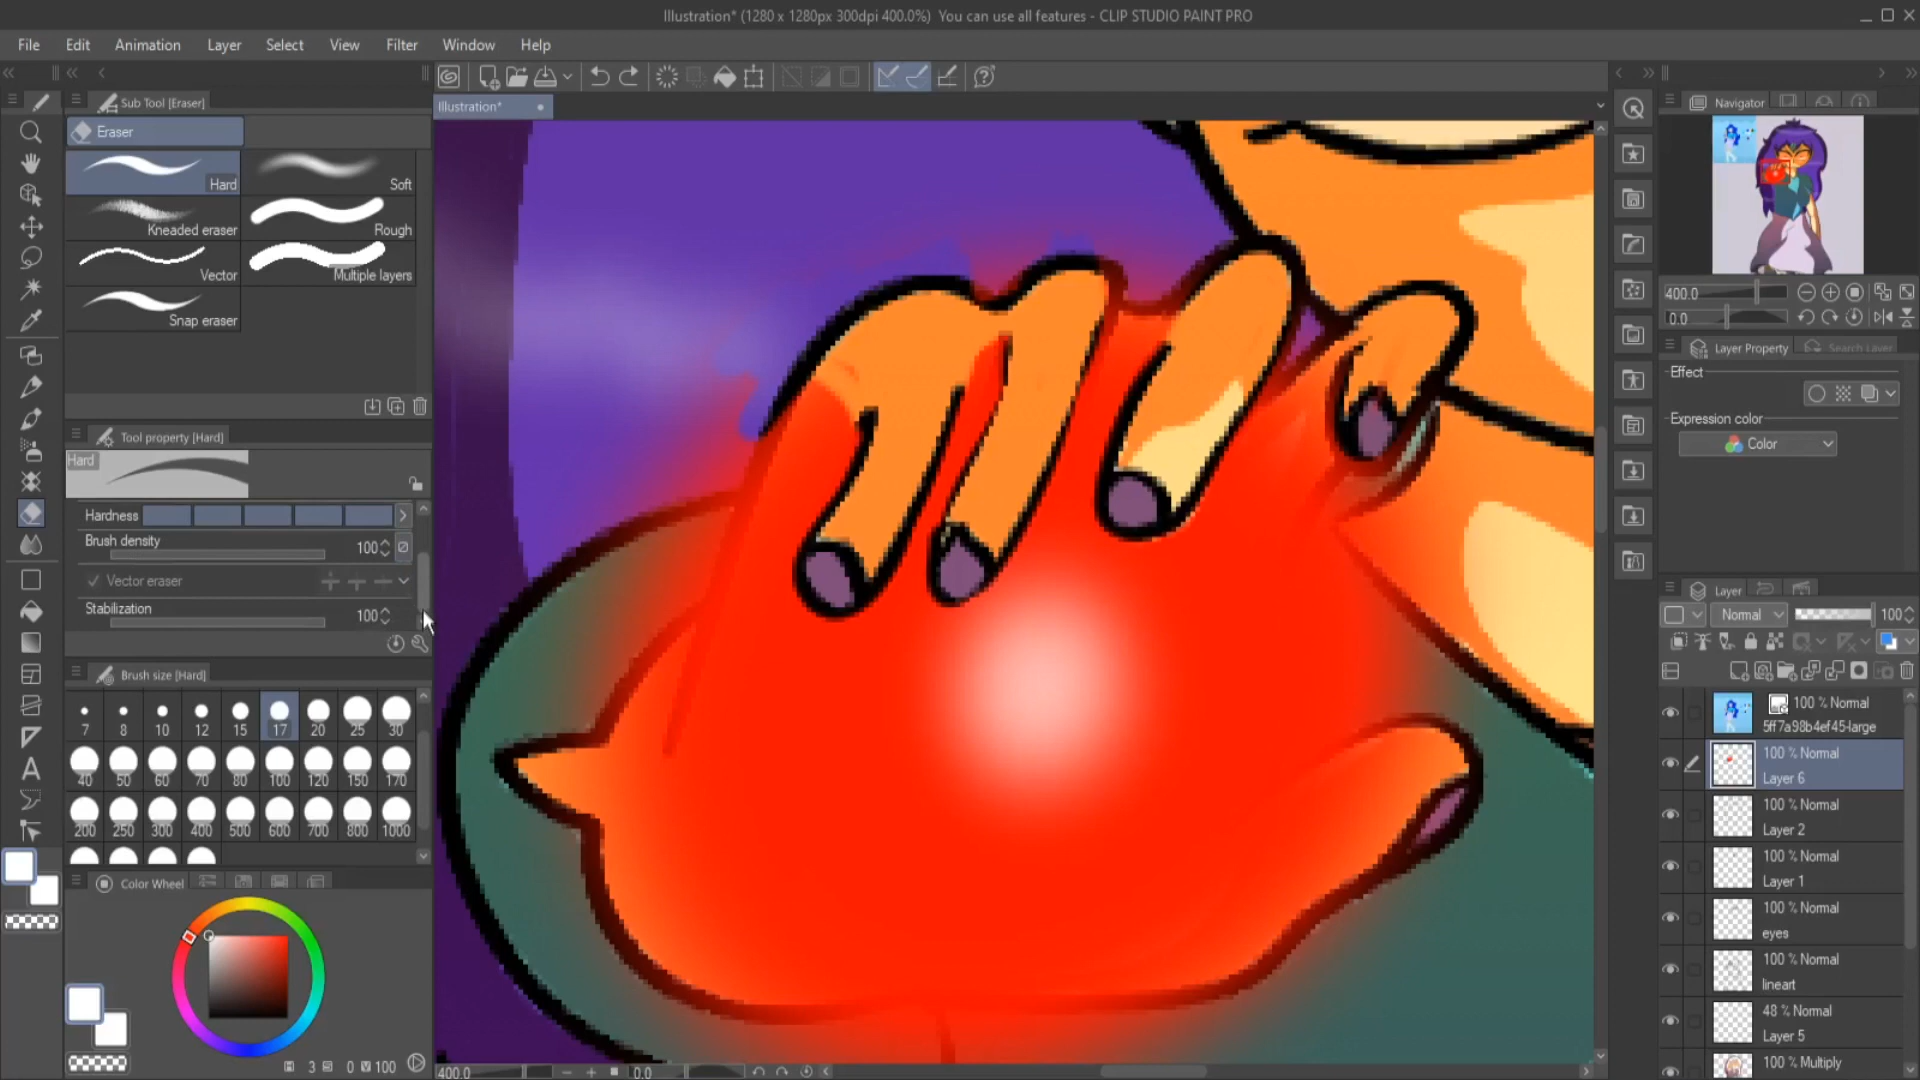 Illustration* (1280 x 1280px 300dpi 400.0%)  You can use all features - CLIP STUDIO PAINT PRO
File Edit Animation Layer Select View Filter Window Help
Sub Tool [Eraser]
Illustration*
Navigator
Eraser
Hard
Soft
Kneaded eraser
Rough
Vector
Multiple layers
Snap eraser
400.0
0.0
Layer Property
Search Layer
Effect
Expression color
Color
Tool property [Hard]
Hard
Hardness
Brush density 100
Vector eraser
Stabilization 100
Brush size [Hard]
7 8 10 12 15 17 20 25 30
40 50 60 70 80 100 120 150 170
200 250 300 400 500 600 700 800 1000
Color Wheel
3 0 100
400.0 0.0
Layer
Normal 100
100 % Normal
5ff7a98b4ef45-large
100 % Normal
Layer 6
100 % Normal
Layer 2
100 % Normal
Layer 1
100 % Normal
eyes
100 % Normal
lineart
48 % Normal
Layer 5
100 % Multiply